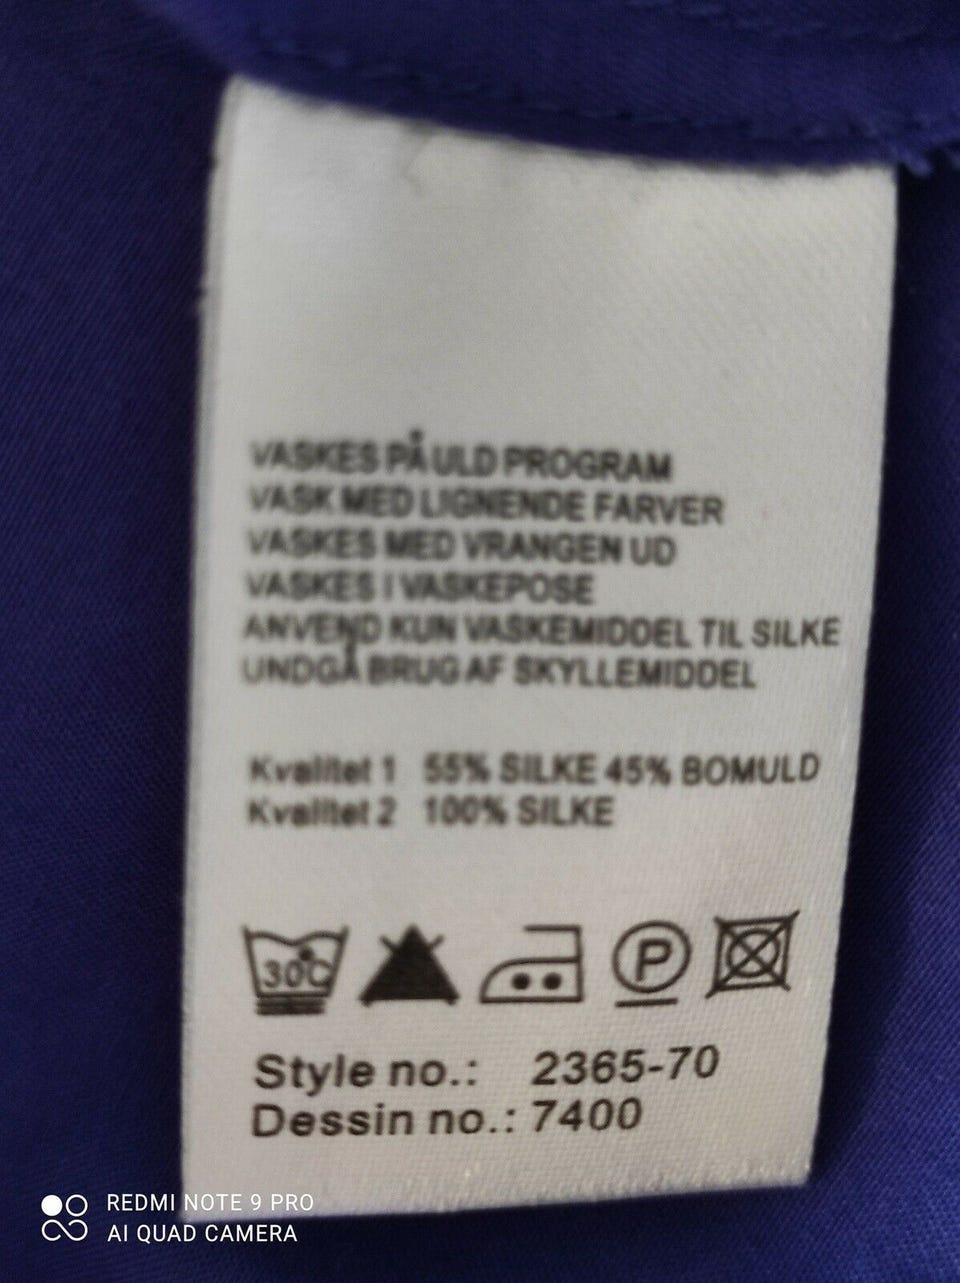 VASKES PÅ ULD PROGRAM
VASK MED LIGNENDE FARVER
VASKES MED VRANGEN UD
VASKES I VASKEPOSE
ANVEND KUN VASKEMIDDEL TIL SILKE
UNDGÅ BRUG AF SKYLLEMIDDEL
Kvalitet 1 55% SILKE 45% BOMULD
Kvalitet 2 100% SILKE
30°C P
Style no.: 2365-70
Dessin no.: 7400
REDMI NOTE 9 PRO
AI QUAD CAMERA